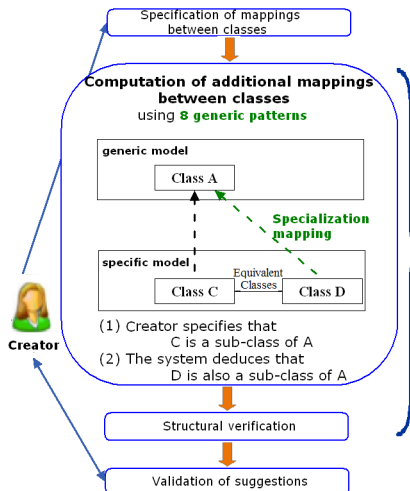 Specification of mappings
between classes
Computation of additional mappings
between classes
using 8 generic patterns
generic model
Class A
Specialization
mapping
specific model
Equivalent
Classes
Class C
Class D
(1) Creator specifies that
C is a sub-class of A
(2) The system deduces that
D is also a sub-class of A
Creator
Structural verification
Validation of suggestions